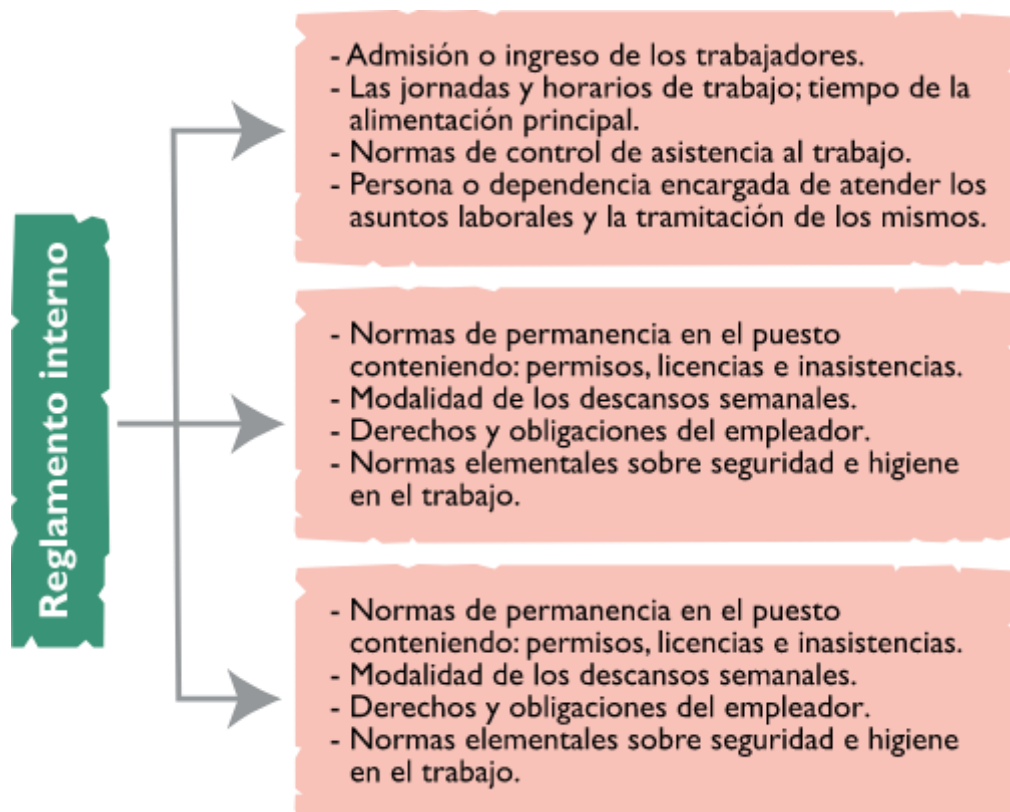 Reglamento interno
- Admisión o ingreso de los trabajadores.
- Las jornadas y horarios de trabajo; tiempo de la
alimentación principal.
- Normas de control de asistencia al trabajo.
- Persona o dependencia encargada de atender los
asuntos laborales y la tramitación de los mismos.
- Normas de permanencia en el puesto
conteniendo: permisos, licencias e inasistencias.
- Modalidad de los descansos semanales.
- Derechos y obligaciones del empleador.
- Normas elementales sobre seguridad e higiene
en el trabajo.
- Normas de permanencia en el puesto
conteniendo: permisos, licencias e inasistencias.
- Modalidad de los descansos semanales.
- Derechos y obligaciones del empleador.
- Normas elementales sobre seguridad e higiene
en el trabajo.